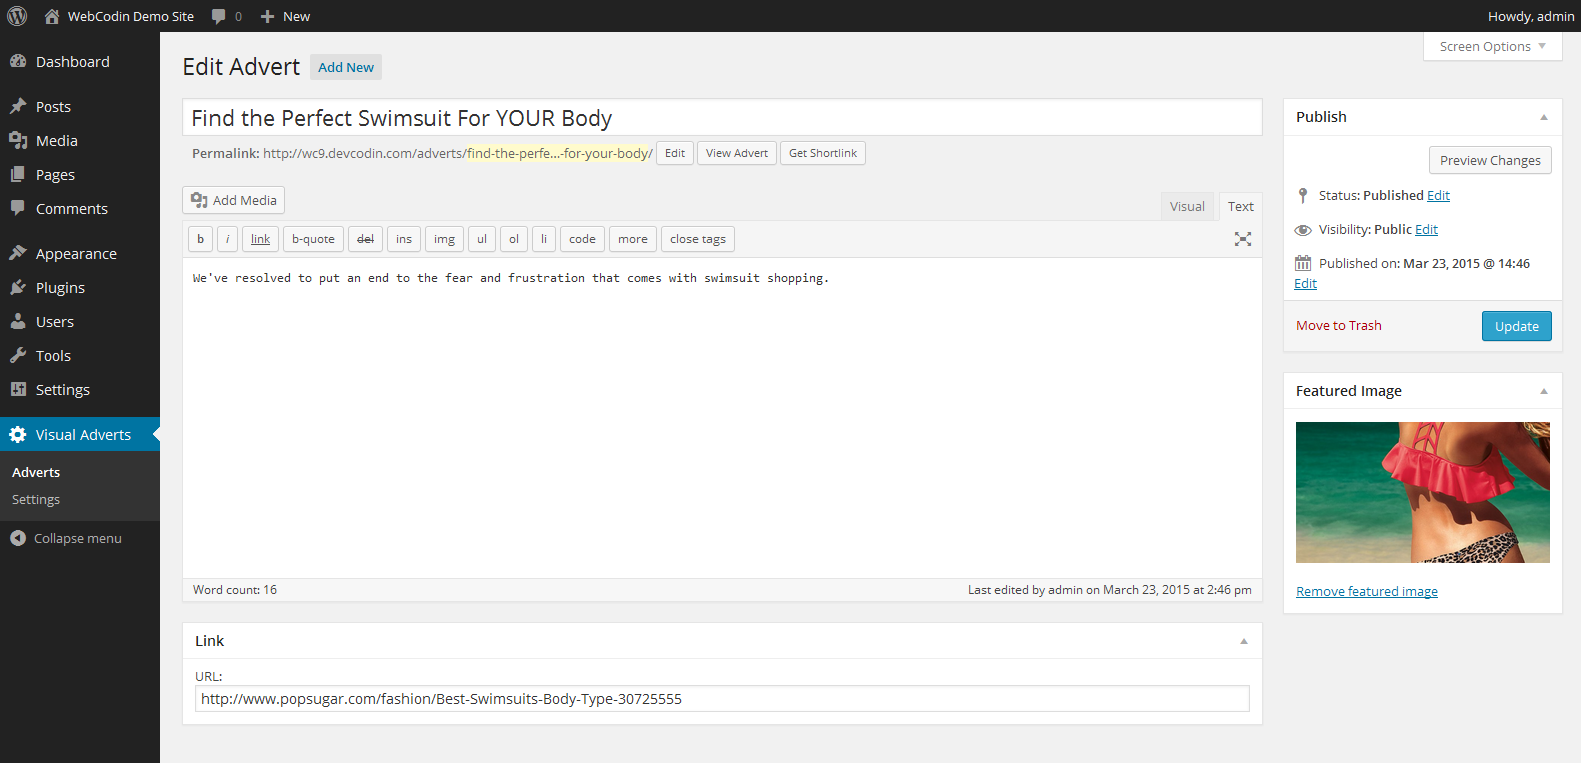 WebCodin Demo Site 0 New Howdy, admin
Screen Options
Dashboard
Posts
Media
Pages
Comments
Appearance
Plugins
Users
Tools
Settings
Visual Adverts
Adverts
Settings
Collapse menu
Edit Advert Add New
Find the Perfect Swimsuit For YOUR Body
Permalink: http://wc9.devcodin.com/adverts/find-the-perfe...-for-your-body/ Edit View Advert Get Shortlink
Add Media Visual Text
b i link b-quote del ins img ul ol li code more close tags
We've resolved to put an end to the fear and frustration that comes with swimsuit shopping.
Word count: 16 Last edited by admin on March 23, 2015 at 2:46 pm
Link
URL:
http://www.popsugar.com/fashion/Best-Swimsuits-Body-Type-30725555
Publish
Preview Changes
Status: Published Edit
Visibility: Public Edit
Published on: Mar 23, 2015 @ 14:46
Edit
Move to Trash Update
Featured Image
Remove featured image